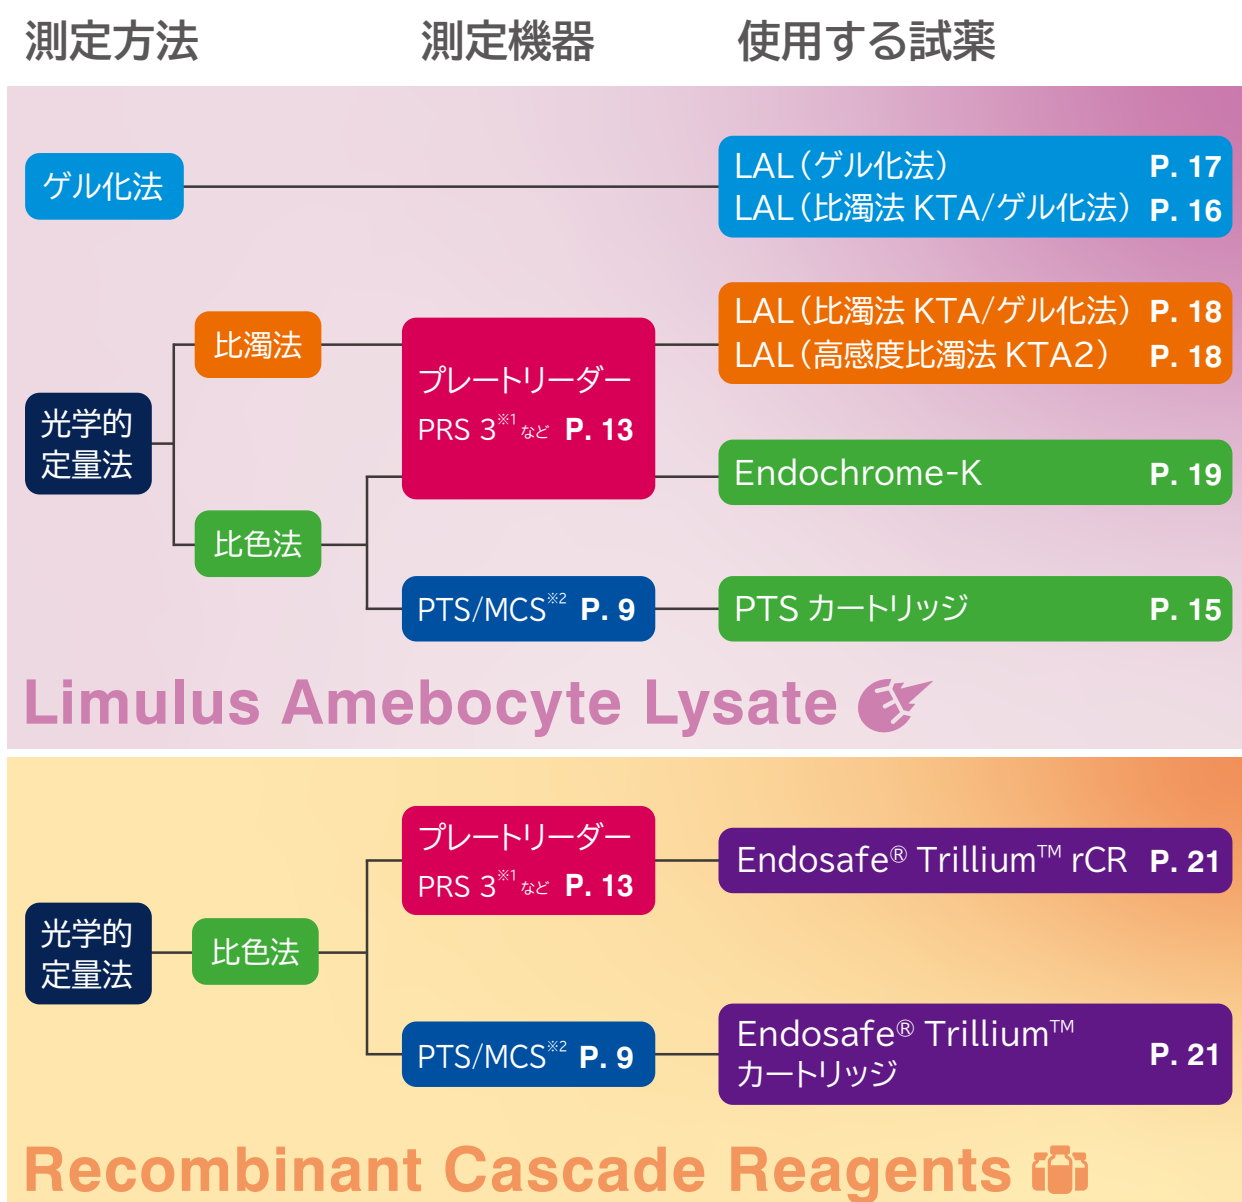 測定方法 測定機器 使用する試薬
ゲル化法
LAL(ゲル化法) P. 17
LAL(比濁法 KTA/ゲル化法) P. 16
光学的
定量法
比濁法
比色法
プレートリーダー
PRS 3※1 など P. 13
PTS/MCS※2 P. 9
LAL(比濁法 KTA/ゲル化法) P. 18
LAL(高感度比濁法 KTA2) P. 18
Endochrome-K P. 19
PTS カートリッジ P. 15
Limulus Amebocyte Lysate
光学的
定量法
比色法
プレートリーダー
PRS 3※1 など P. 13
PTS/MCS※2 P. 9
Endosafe® Trillium™ rCR P. 21
Endosafe® Trillium™
カートリッジ P. 21
Recombinant Cascade Reagents